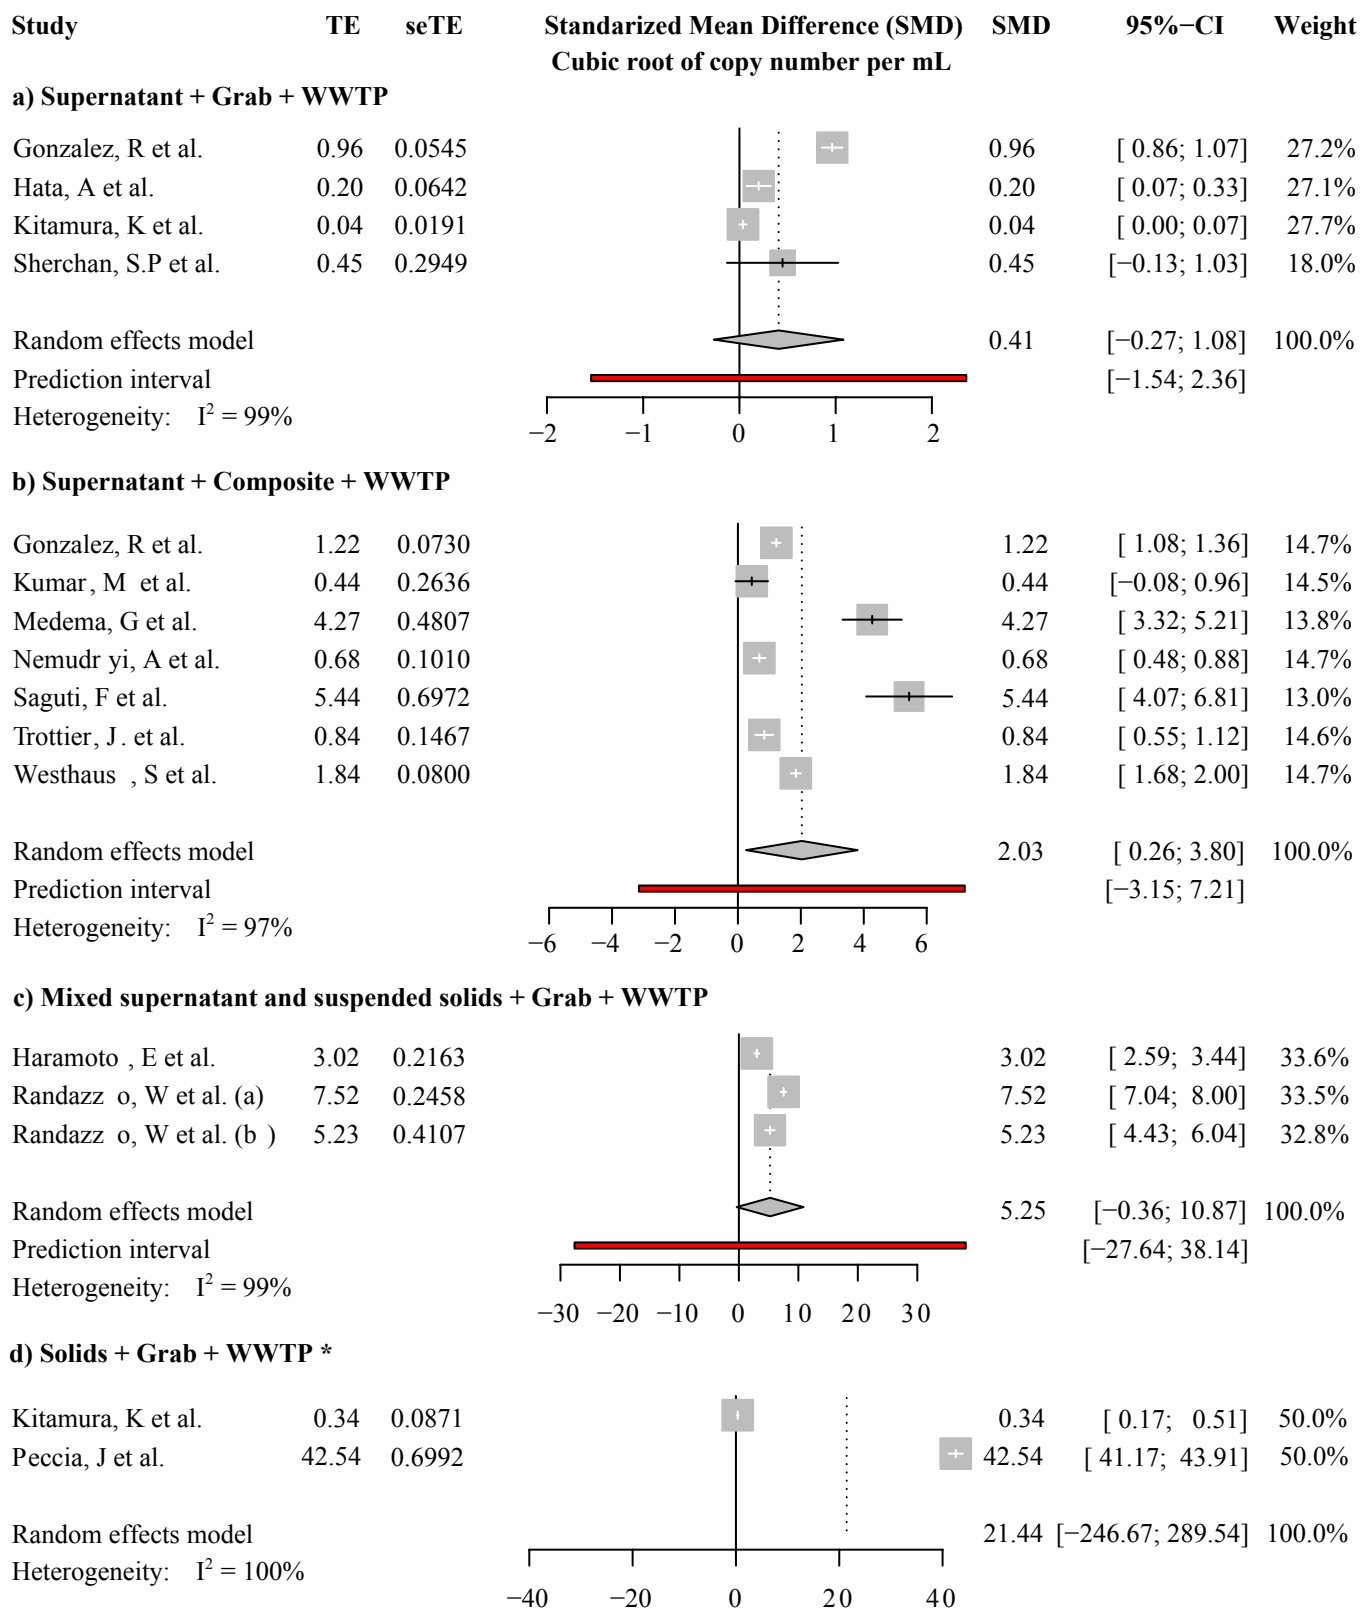 Study TE seTE Standarized Mean Difference (SMD) SMD 95%−CI Weight
Cubic root of copy number per mL
a) Supernatant + Grab + WWTP
Gonzalez, R et al. 0.96 0.0545 0.96 [ 0.86; 1.07] 27.2%
Hata, A et al. 0.20 0.0642 0.20 [ 0.07; 0.33] 27.1%
Kitamura, K et al. 0.04 0.0191 0.04 [ 0.00; 0.07] 27.7%
Sherchan, S.P et al. 0.45 0.2949 0.45 [−0.13; 1.03] 18.0%
Random effects model 0.41 [−0.27; 1.08] 100.0%
Prediction interval [−1.54; 2.36]
Heterogeneity: I² = 99%
−2 −1 0 1 2
b) Supernatant + Composite + WWTP
Gonzalez, R et al. 1.22 0.0730 1.22 [ 1.08; 1.36] 14.7%
Kumar, M et al. 0.44 0.2636 0.44 [−0.08; 0.96] 14.5%
Medema, G et al. 4.27 0.4807 4.27 [ 3.32; 5.21] 13.8%
Nemudr yi, A et al. 0.68 0.1010 0.68 [ 0.48; 0.88] 14.7%
Saguti, F et al. 5.44 0.6972 5.44 [ 4.07; 6.81] 13.0%
Trottier, J. et al. 0.84 0.1467 0.84 [ 0.55; 1.12] 14.6%
Westhaus , S et al. 1.84 0.0800 1.84 [ 1.68; 2.00] 14.7%
Random effects model 2.03 [ 0.26; 3.80] 100.0%
Prediction interval [−3.15; 7.21]
Heterogeneity: I² = 97%
−6 −4 −2 0 2 4 6
c) Mixed supernatant and suspended solids + Grab + WWTP
Haramoto , E et al. 3.02 0.2163 3.02 [ 2.59; 3.44] 33.6%
Randazz o, W et al. (a) 7.52 0.2458 7.52 [ 7.04; 8.00] 33.5%
Randazz o, W et al. (b ) 5.23 0.4107 5.23 [ 4.43; 6.04] 32.8%
Random effects model 5.25 [−0.36; 10.87] 100.0%
Prediction interval [−27.64; 38.14]
Heterogeneity: I² = 99%
−30 −20 −10 0 10 20 30
d) Solids + Grab + WWTP *
Kitamura, K et al. 0.34 0.0871 0.34 [ 0.17; 0.51] 50.0%
Peccia, J et al. 42.54 0.6992 42.54 [ 41.17; 43.91] 50.0%
Random effects model 21.44 [−246.67; 289.54] 100.0%
Heterogeneity: I² = 100%
−40 −20 0 20 40